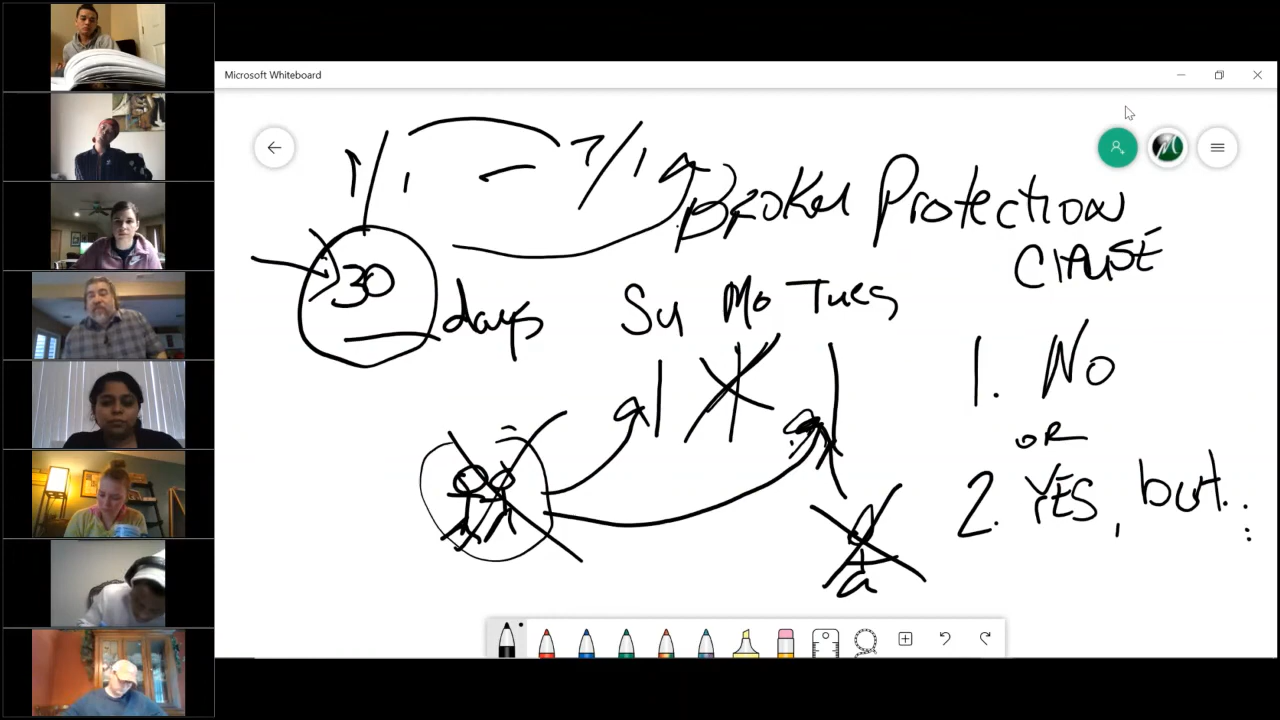 Microsoft Whiteboard
1/1 - 7/1
Broker Protection
Clause
30 days
Su Mo Tues
1. No
or
2. Yes, but...